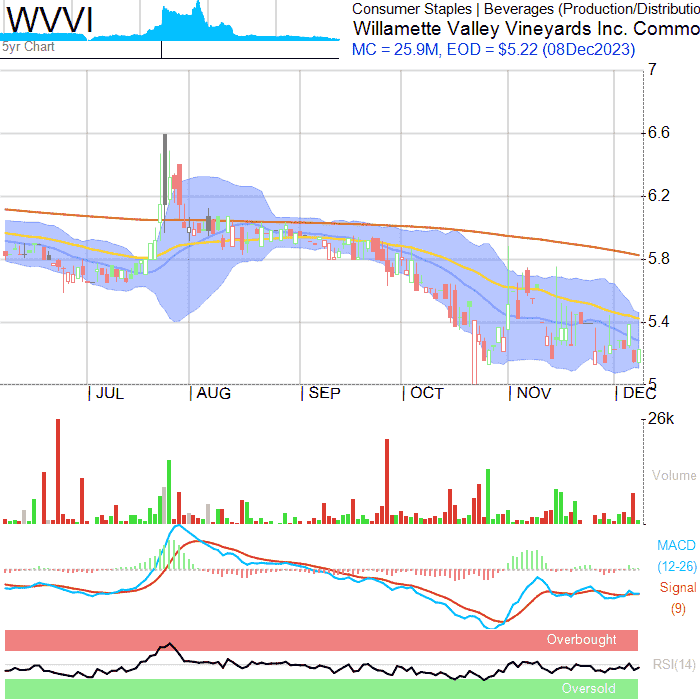 WVVI
5yr Chart
Consumer Staples | Beverages (Production/Distributio
Willamette Valley Vineyards Inc. Commo
MC = 25.9M, EOD = $5.22 (08Dec2023)
7
6.6
6.2
5.8
5.4
5
| JUL
| AUG
| SEP
| OCT
| NOV
| DEC
26k
Volume
MACD
(12-26)
Signal
(9)
Overbought
RSI(14)
Oversold